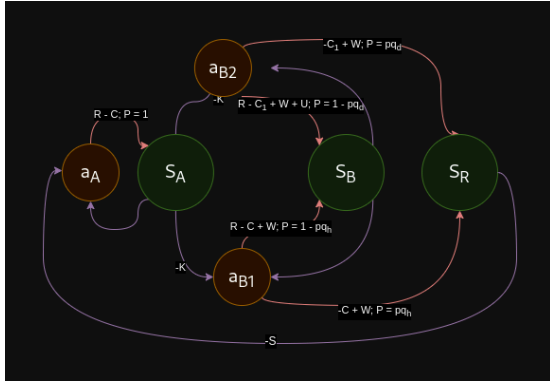 -C₁ + W; P = pq_d
a_B2
-K
R - C₁ + W + U; P = 1 - pq_d
R - C; P = 1
a_A
S_A
S_B
S_R
R - C + W; P = 1 - pq_h
-K
a_B1
-C + W; P = pq_h
-S